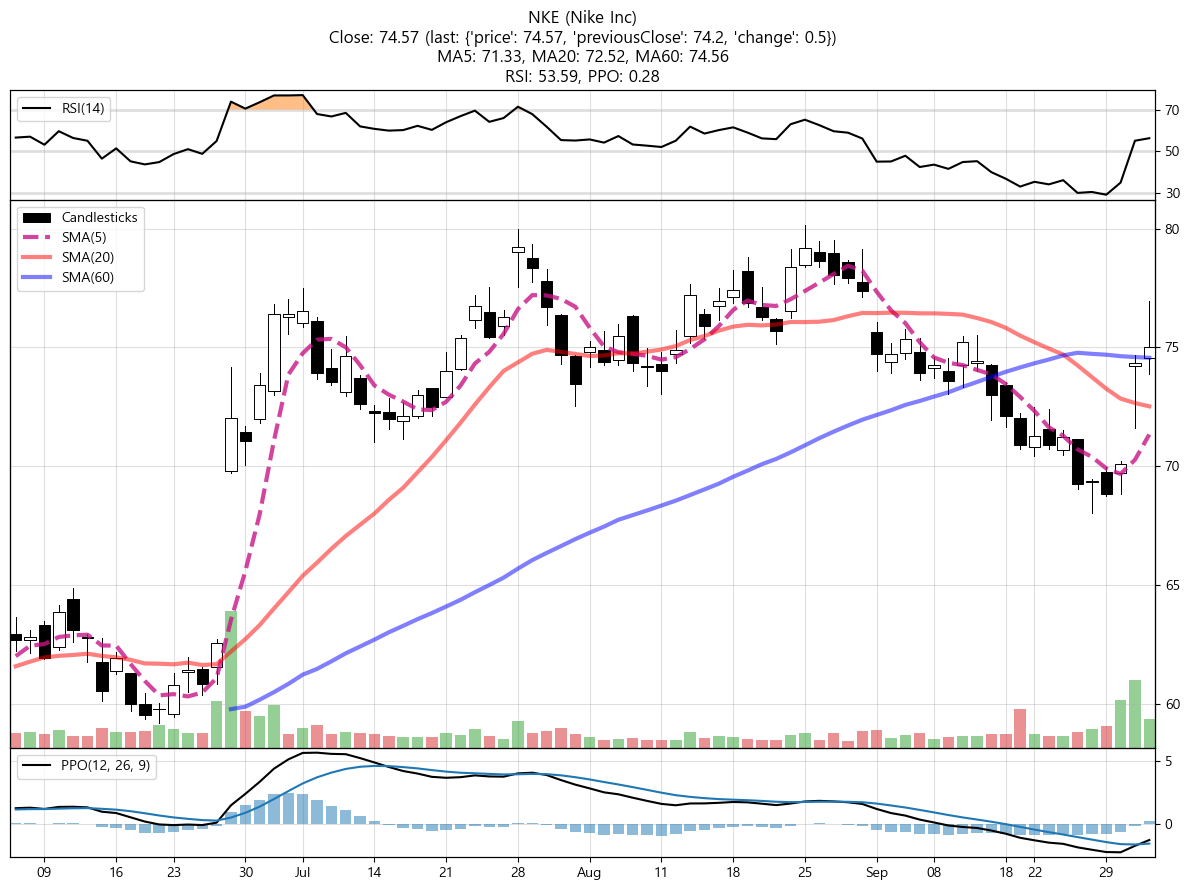 NKE (Nike Inc)
Close: 74.57 (last: {'price': 74.57, 'previousClose': 74.2, 'change': 0.5})
MA5: 71.33, MA20: 72.52, MA60: 74.56
RSI: 53.59, PPO: 0.28
RSI(14)
70
50
30
Candlesticks
SMA(5)
SMA(20)
SMA(60)
80
75
70
65
60
PPO(12, 26, 9)
5
0
09 16 23 30 Jul 14 21 28 Aug 11 18 25 Sep 08 18 22 29